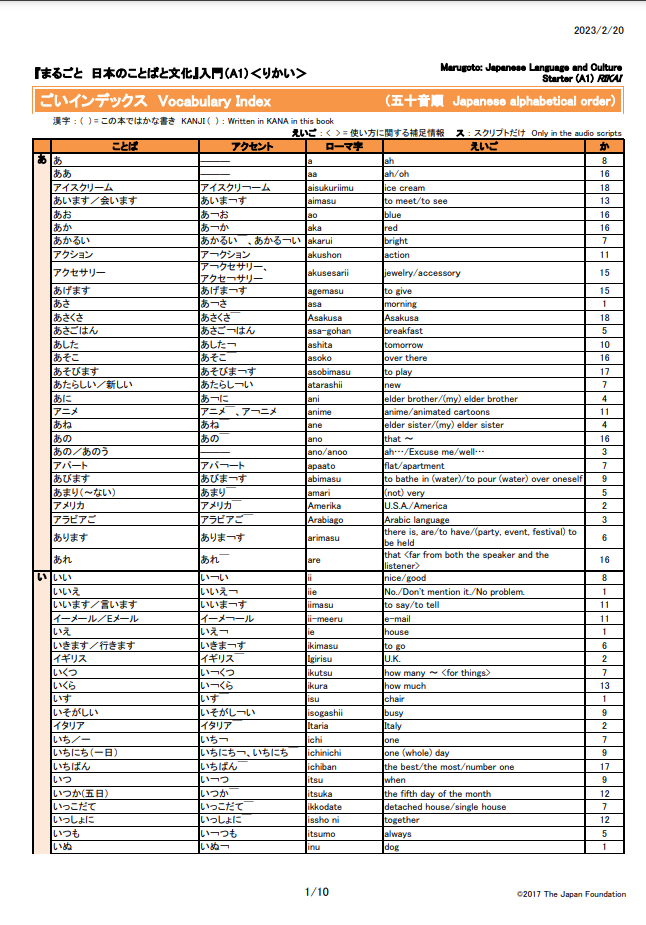 2023/2/20
『まるごと 日本のことばと文化』入門(A1)＜りかい＞
Marugoto: Japanese Language and Culture
Starter (A1) RIKAI
ごいインデックス Vocabulary Index （五十音順 Japanese alphabetical order）
漢字：( )＝この本ではかな書き KANJI ( )：Written in KANA in this book
えいご：< >＝使い方に関する補足情報 ス：スクリプトだけ Only in the audio scripts
ことば アクセント ローマ字 えいご か
あ あ ―――― a ah 8
ああ ―――― aa ah/oh 16
アイスクリーム アイスクリ￢ーム aisukuriimu ice cream 18
あいます／会います あいま￢す aimasu to meet/to see 13
あお あ￢お ao blue 16
あか あ￢か aka red 16
あかるい あかるい￣、あかる￢い akarui bright 7
アクション ア￢クション akushon action 11
アクセサリー ア￢クセサリー、アクセ￢サリー akusesarii jewelry/accessory 15
あげます あげま￢す agemasu to give 15
あさ あ￢さ asa morning 1
あさくさ あさくさ￣ Asakusa Asakusa 18
あさごはん あさご￢はん asa-gohan breakfast 5
あした あした￢ ashita tomorrow 10
あそこ あそこ￣ asoko over there 16
あそびます あそびま￢す asobimasu to play 17
あたらしい／新しい あたらし￢い atarashii new 7
あに あ￢に ani elder brother/(my) elder brother 4
アニメ アニメ￣、ア￢ニメ anime anime/animated cartoons 11
あね あね￣ ane elder sister/(my) elder sister 4
あの あの￣ ano that ～ 16
あの／あのう ―――― ano/anoo ah…/Excuse me/well… 3
アパート アパ￢ート apaato flat/apartment 7
あびます あびま￢す abimasu to bathe in (water)/to pour (water) over oneself 9
あまり(～ない) あまり￣ amari (not) very 5
アメリカ アメリカ￣ Amerika U.S.A./America 2
アラビアご アラビアご￣ Arabiago Arabic language 3
あります ありま￢す arimasu there is, are/to have/(party, event, festival) to be held 6
あれ あれ￣ are that <far from both the speaker and the listener> 16
い いい い￢い ii nice/good 8
いいえ いいえ￢ iie No./Don't mention it./No problem. 1
いいます／言います いいま￢す iimasu to say/to tell 11
イーメール／Eメール イーメ￢ール ii-meeru e-mail 11
いえ いえ￢ ie house 1
いきます／行きます いきま￢す ikimasu to go 6
イギリス イギリス￣ Igirisu U.K. 2
いくつ い￢くつ ikutsu how many ～ <for things> 7
いくら い￢くら ikura how much 13
いす いす￣ isu chair 1
いそがしい いそがし￢い isogashii busy 9
イタリア イタリア￣ Itaria Italy 2
いち／一 いち￢ ichi one 7
いちにち(一日) いちにち￢、いちにち￣ ichinichi one (whole) day 9
いちばん いちばん￣ ichiban the best/the most/number one 17
いつ い￢つ itsu when 9
いつか(五日) いつか￣ itsuka the fifth day of the month 12
いっこだて いっこだて￣ ikkodate detached house/single house 7
いっしょに いっしょに￣ issho ni together 12
いつも い￢つも itsumo always 5
いぬ いぬ￢ inu dog 1
1/10
©2017 The Japan Foundation